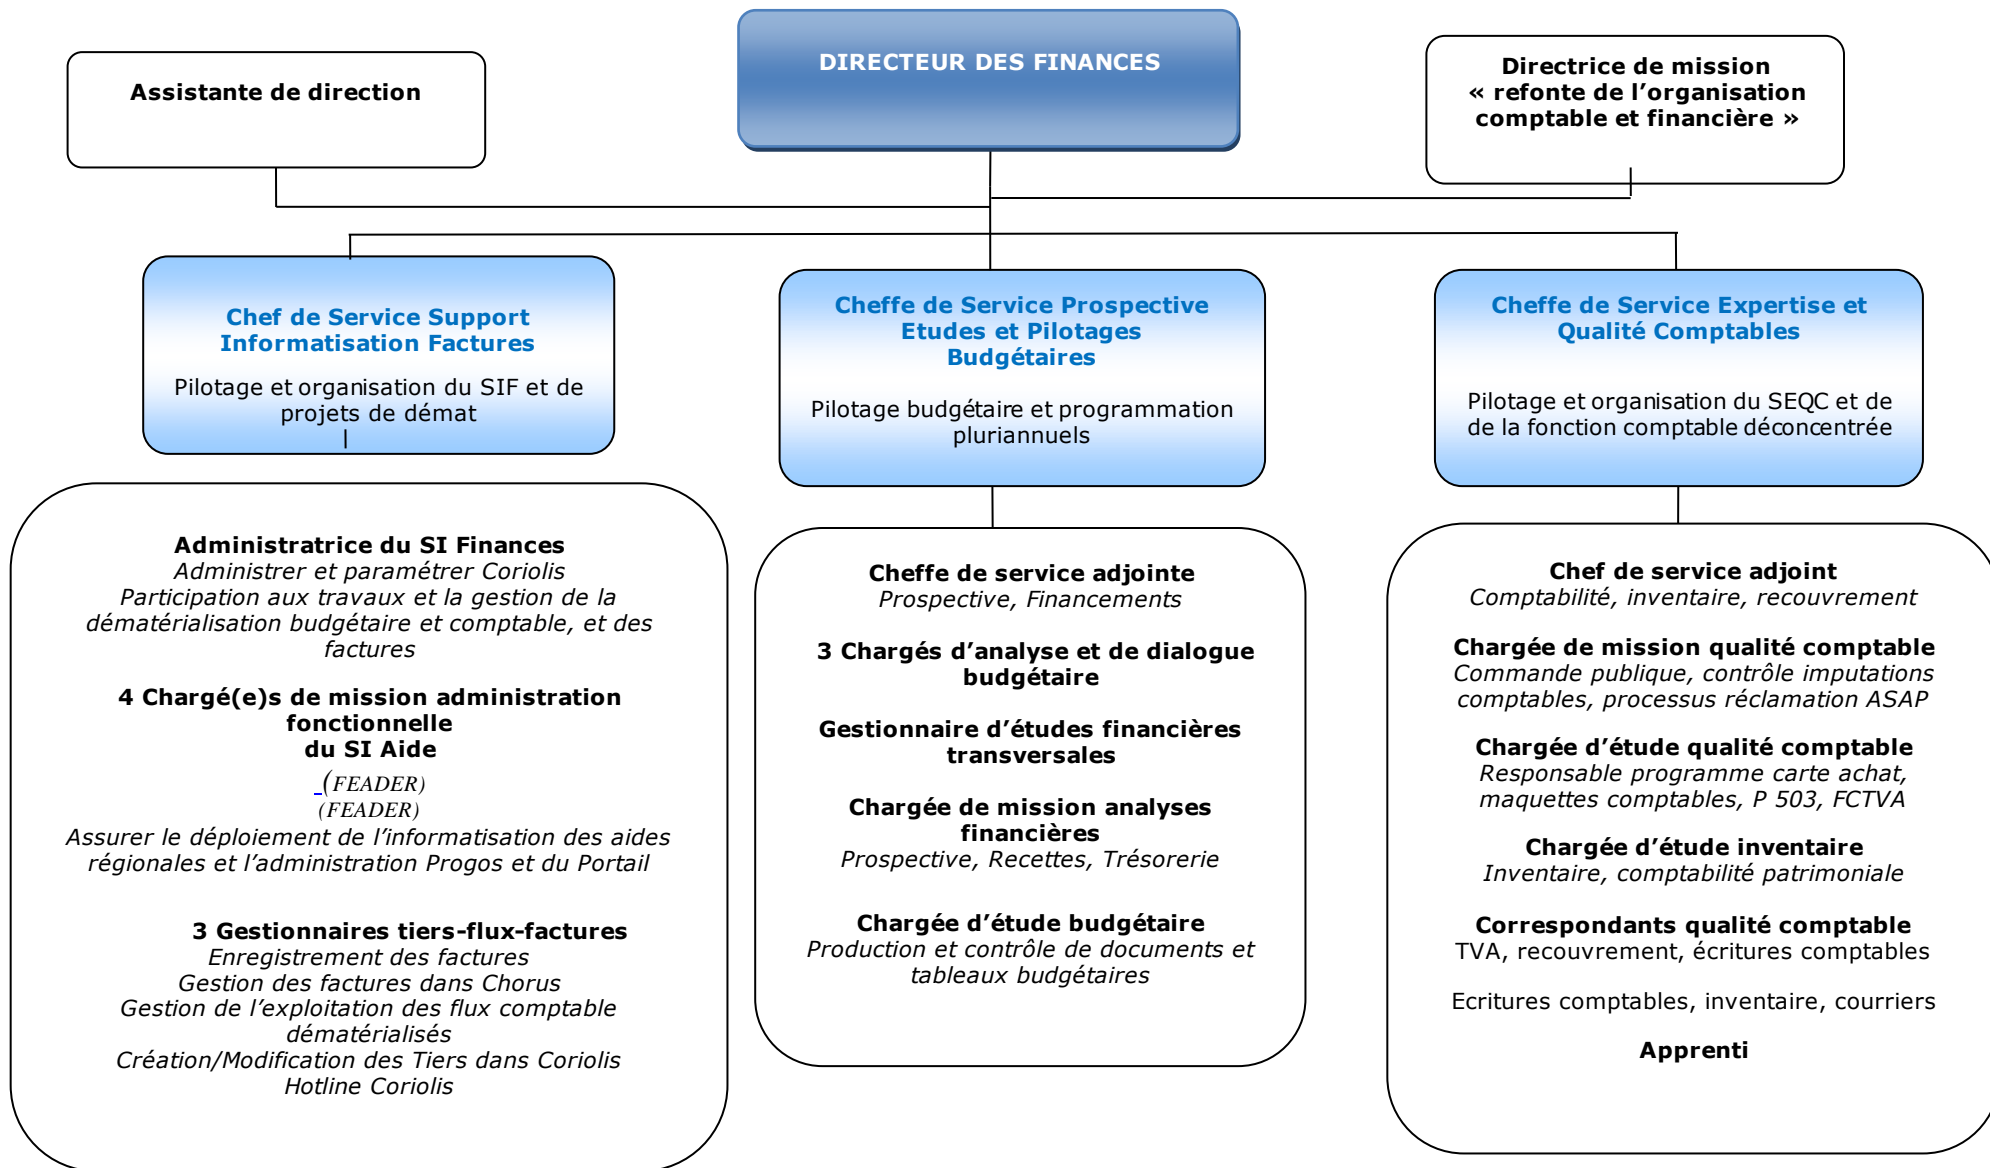 DIRECTEUR DES FINANCES
Assistante de direction
Directrice de mission
« refonte de l’organisation
comptable et financière »
Chef de Service Support
Informatisation Factures
Pilotage et organisation du SIF et de
projets de démat
Cheffe de Service Prospective
Etudes et Pilotages
Budgétaires
Pilotage budgétaire et programmation
pluriannuels
Cheffe de Service Expertise et
Qualité Comptables
Pilotage et organisation du SEQC et de
de la fonction comptable déconcentrée
Administratrice du SI Finances
Administrer et paramétrer Coriolis
Participation aux travaux et la gestion de la
dématérialisation budgétaire et comptable, et des
factures
4 Chargé(e)s de mission administration
fonctionnelle
du SI Aide
(FEADER)
(FEADER)
Assurer le déploiement de l’informatisation des aides
régionales et l’administration Progos et du Portail
3 Gestionnaires tiers-flux-factures
Enregistrement des factures
Gestion des factures dans Chorus
Gestion de l’exploitation des flux comptable
dématérialisés
Création/Modification des Tiers dans Coriolis
Hotline Coriolis
Cheffe de service adjointe
Prospective, Financements
3 Chargés d’analyse et de dialogue
budgétaire
Gestionnaire d’études financières
transversales
Chargée de mission analyses
financières
Prospective, Recettes, Trésorerie
Chargée d’étude budgétaire
Production et contrôle de documents et
tableaux budgétaires
Chef de service adjoint
Comptabilité, inventaire, recouvrement
Chargée de mission qualité comptable
Commande publique, contrôle imputations
comptables, processus réclamation ASAP
Chargée d’étude qualité comptable
Responsable programme carte achat,
maquettes comptables, P 503, FCTVA
Chargée d’étude inventaire
Inventaire, comptabilité patrimoniale
Correspondants qualité comptable
TVA, recouvrement, écritures comptables
Ecritures comptables, inventaire, courriers
Apprenti